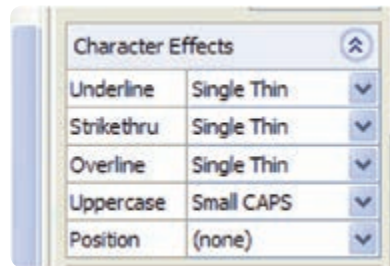 Character Effects
Underline Single Thin
Strikethru Single Thin
Overline Single Thin
Uppercase Small CAPS
Position (none)